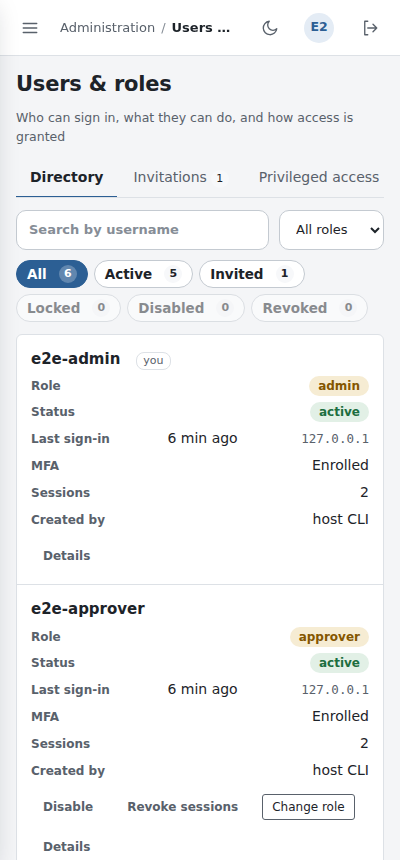 Administration / Users ... E2
Users & roles
Who can sign in, what they can do, and how access is
granted
Directory Invitations 1 Privileged access
Search by username All roles
All 6 Active 5 Invited 1
Locked 0 Disabled 0 Revoked 0
e2e-admin you
Role admin
Status active
Last sign-in 6 min ago 127.0.0.1
MFA Enrolled
Sessions 2
Created by host CLI
Details
e2e-approver
Role approver
Status active
Last sign-in 6 min ago 127.0.0.1
MFA Enrolled
Sessions 2
Created by host CLI
Disable Revoke sessions Change role
Details